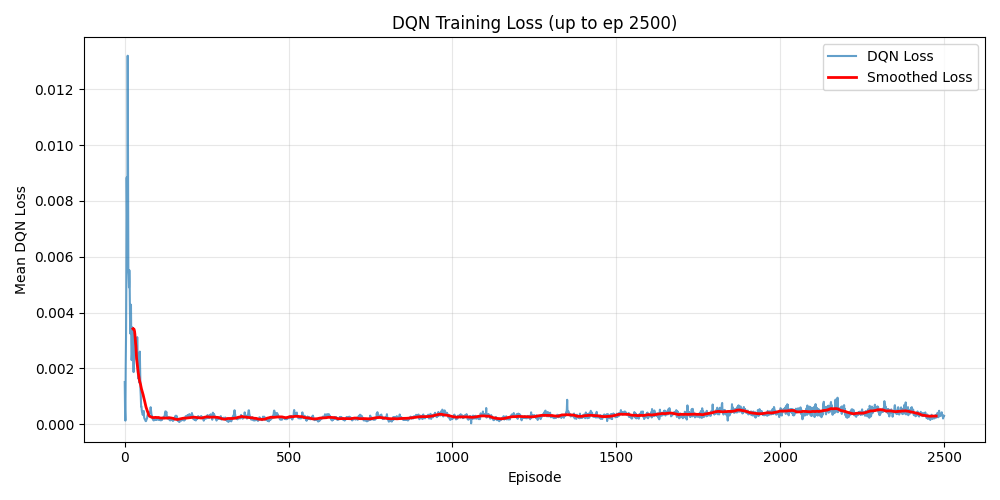 DQN Training Loss (up to ep 2500)
DQN Loss
Smoothed Loss
Mean DQN Loss
0.012
0.010
0.008
0.006
0.004
0.002
0.000
0 500 1000 1500 2000 2500
Episode